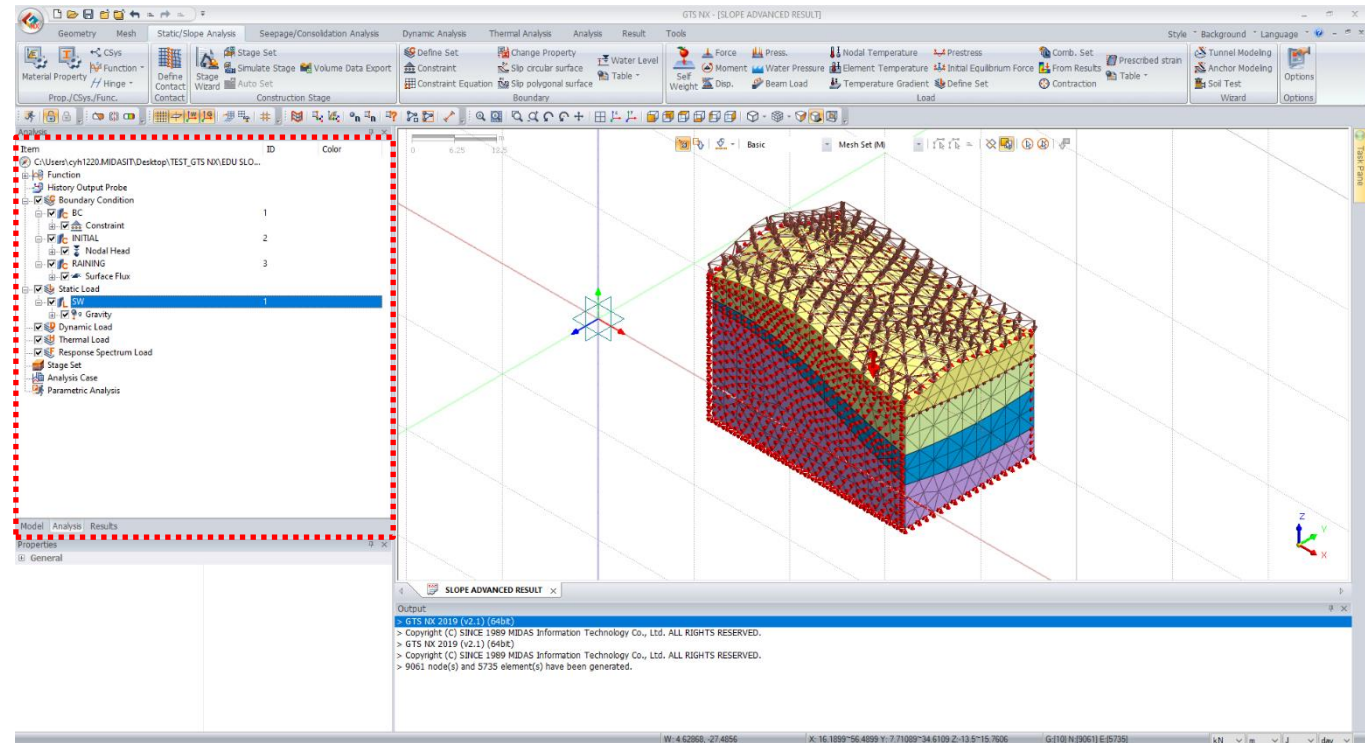 GTS NX - [SLOPE ADVANCED RESULT]
Geometry Mesh Static/Slope Analysis Seepage/Consolidation Analysis Dynamic Analysis Thermal Analysis Analysis Result Tools Style Background Language
Material Property
CSys
Function
Hinge
Prop./CSys./Func.
Define Contact
Contact
Stage Wizard
Stage Set
Simulate Stage Volume Data Export
Auto Set
Construction Stage
Define Set Change Property Water Level
Constraint Slip circular surface Table
Constraint Equation Slip polygonal surface
Boundary
Self Weight
Force Press. Nodal Temperature Prestress Comb. Set Prescribed strain
Moment Water Pressure Element Temperature Initial Equilibrium Force From Results Table
Disp. Beam Load Temperature Gradient Define Set Contraction
Load
Tunnel Modeling
Anchor Modeling
Soil Test
Wizard
Options
Options
Analysis
Item ID Color
C:\Users\cyh1220.MIDASIT\Desktop\TEST_GTS NX\EDU SLO...
Function
History Output Probe
Boundary Condition
BC 1
Constraint
INITIAL 2
Nodal Head
RAINING 3
Surface Flux
Static Load
SW 1
Gravity
Dynamic Load
Thermal Load
Response Spectrum Load
Stage Set
Analysis Case
Parametric Analysis
Model Analysis Results
Properties
General
0 6.25 12.5
m
Basic Mesh Set (M)
Task Pane
Z
Y
X
SLOPE ADVANCED RESULT
Output
> GTS NX 2019 (v2.1) (64bit)
> Copyright (C) SINCE 1989 MIDAS Information Technology Co., Ltd. ALL RIGHTS RESERVED.
> GTS NX 2019 (v2.1) (64bit)
> Copyright (C) SINCE 1989 MIDAS Information Technology Co., Ltd. ALL RIGHTS RESERVED.
> 9061 node(s) and 5735 element(s) have been generated.
W: 4.62868, -27.4856 X: 16.1899~56.4899 Y: 7.71089~34.6109 Z:-13.5~15.7606 G:[10] N:[9061] E:[5735] kN m J day